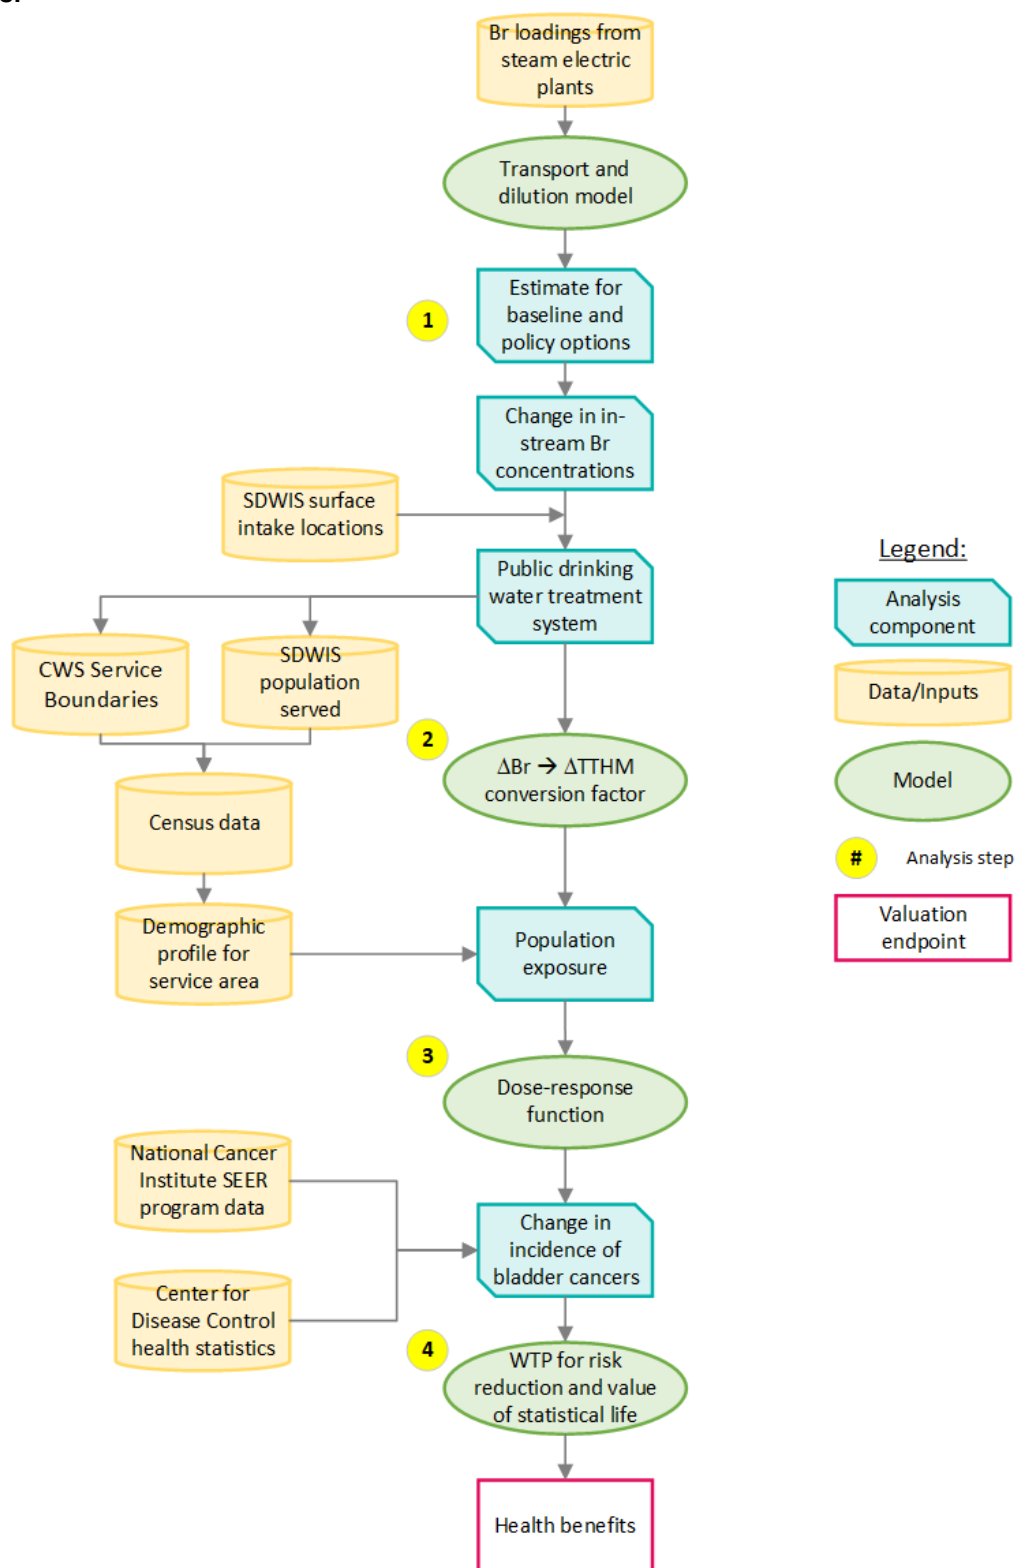 Br loadings from
steam electric
plants
Transport and
dilution model
1
Estimate for
baseline and
policy options
Change in in-
stream Br
concentrations
SDWIS surface
intake locations
Public drinking
water treatment
system
CWS Service
Boundaries
SDWIS
population
served
2
ΔBr → ΔTTHM
conversion factor
Census data
Demographic
profile for
service area
Population
exposure
3
Dose-response
function
National Cancer
Institute SEER
program data
Change in
incidence of
bladder cancers
Center for
Disease Control
health statistics
4
WTP for risk
reduction and value
of statistical life
Health benefits
Legend:
Analysis
component
Data/Inputs
Model
# Analysis step
Valuation
endpoint